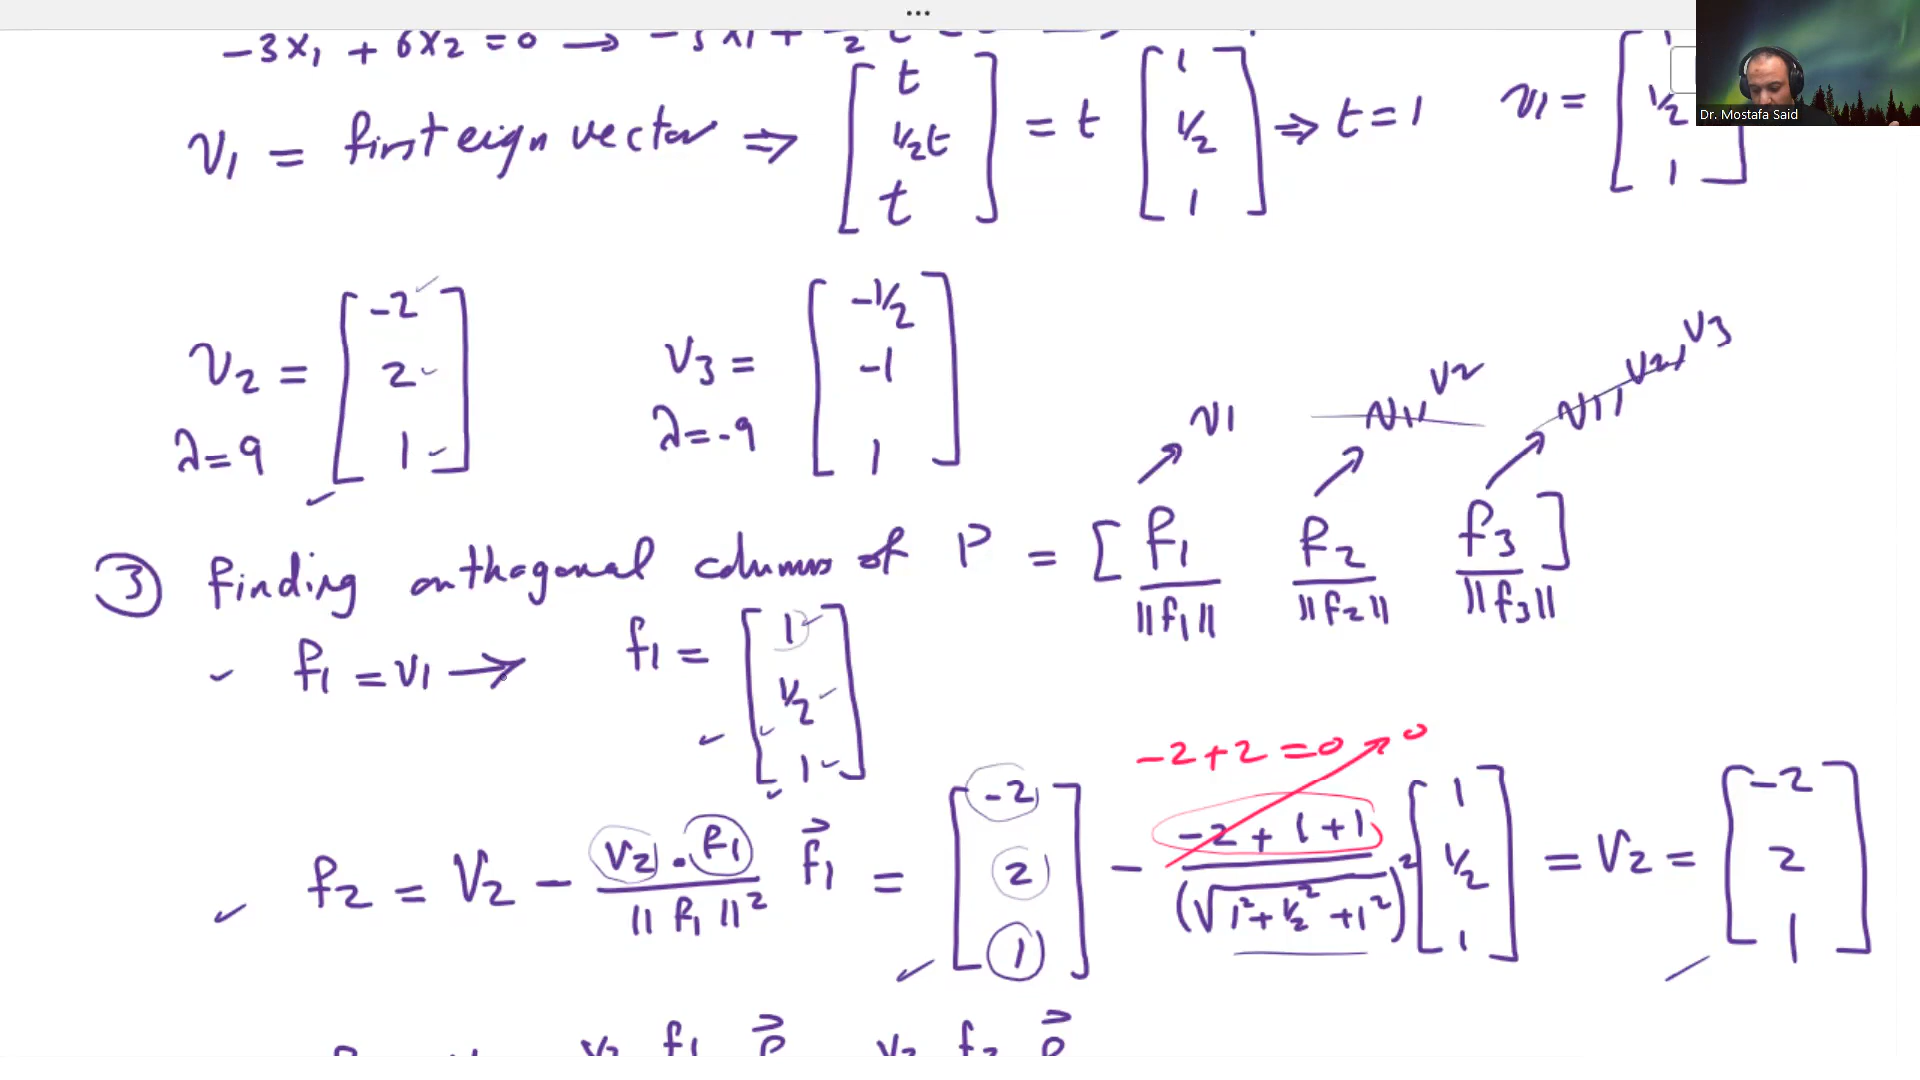 -3x₁ + 6x₂ = 0 →
v₁ = first eign vector ⇒ [t ½t t] = t [1 ½ 1] ⇒ t = 1 v₁ = [ ½ 1]
Dr. Mostafa Said
v₂ = [-2 2 1] v₃ = [-½ -1 1]
λ = 9 λ = -9
v₁ v₁, v₂ v₁, v₂, v₃
③ Finding orthagonal columns of P = [f₁/||f₁|| f₂/||f₂|| f₃/||f₃||]
f₁ = v₁ → f₁ = [1 ½ 1]
-2 + 2 = 0 0
f₂ = v₂ - (v₂ · f₁)/||f₁||² f₁ = [-2 2 1] - (-2 + 1 + 1)/(√1² + ½² + 1²)² [1 ½ 1] = v₂ = [-2 2 1]